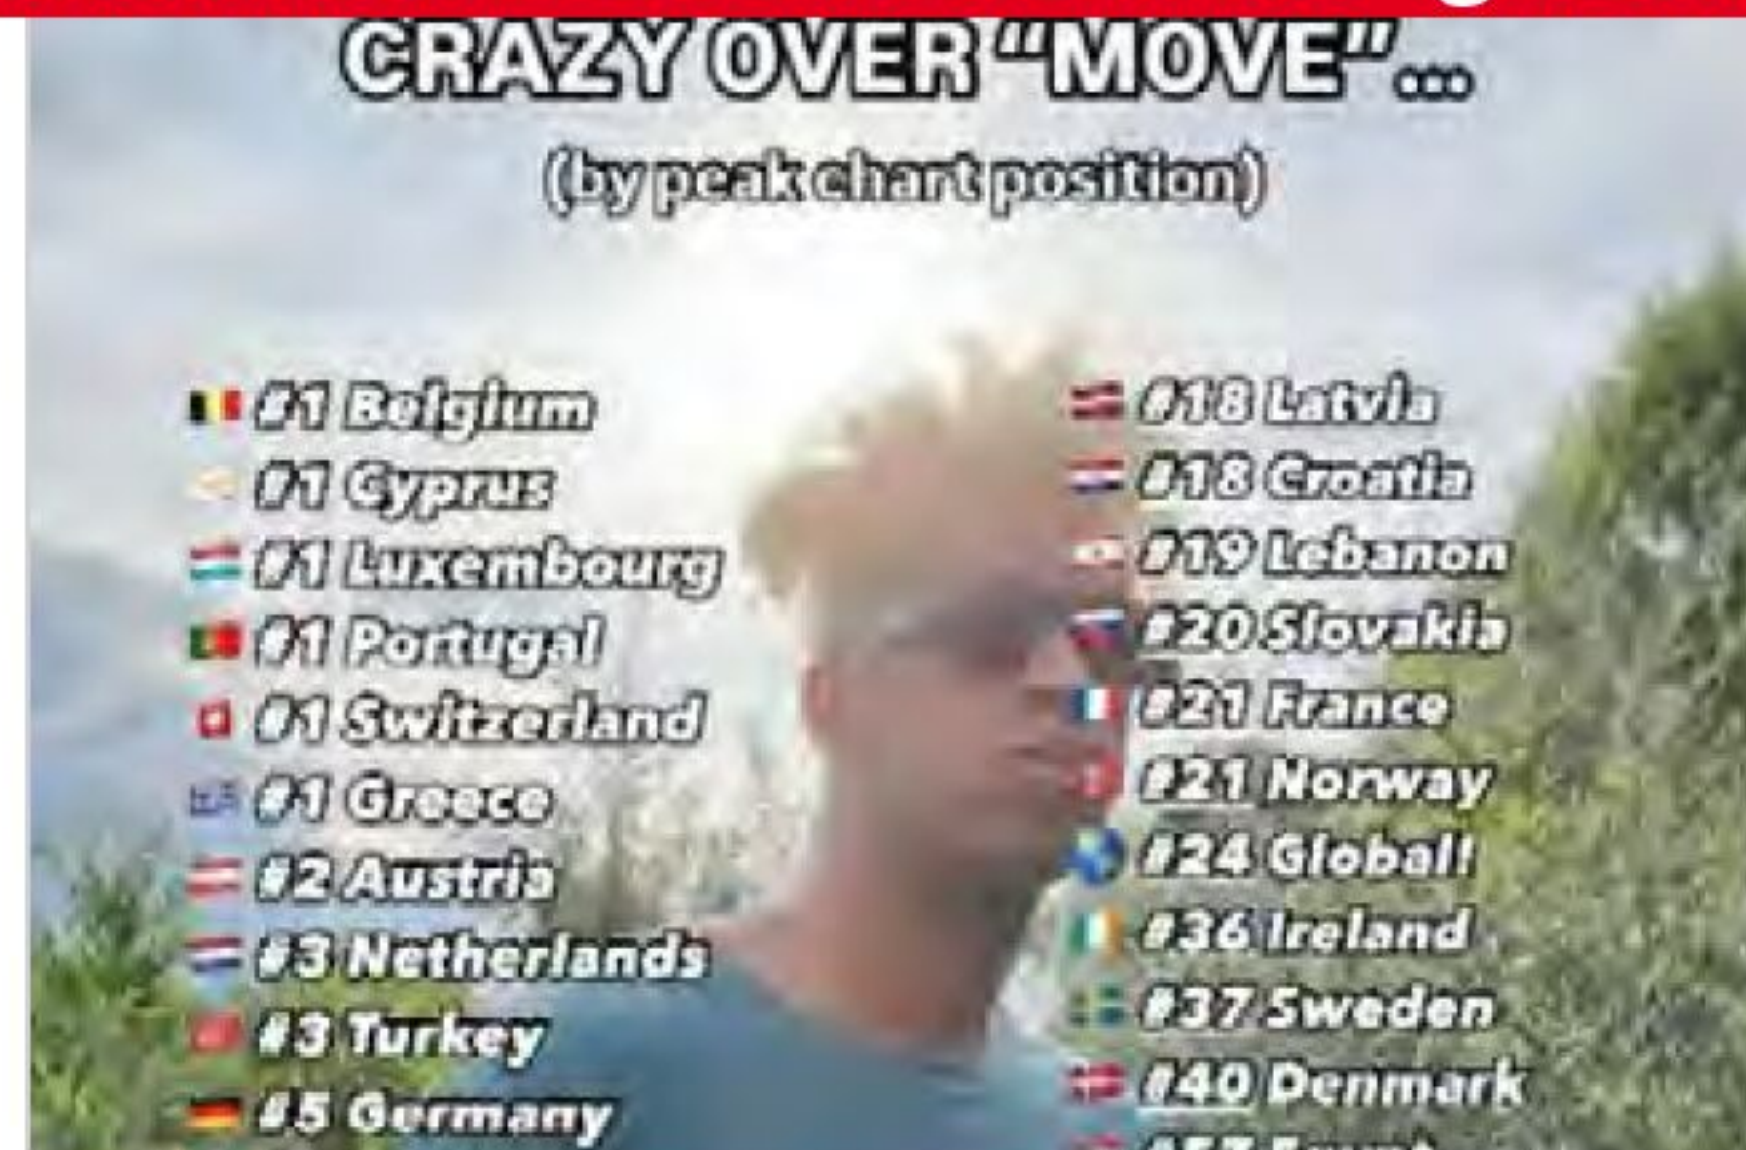 CRAZY OVER “MOVE”...
(by peak chart position)
#1 Belgium
#1 Cyprus
#1 Luxembourg
#1 Portugal
#1 Switzerland
#1 Greece
#2 Austria
#3 Netherlands
#3 Turkey
#5 Germany
#18 Latvia
#18 Croatia
#19 Lebanon
#20 Slovakia
#21 France
#21 Norway
#24 Global!
#36 Ireland
#37 Sweden
#40 Denmark